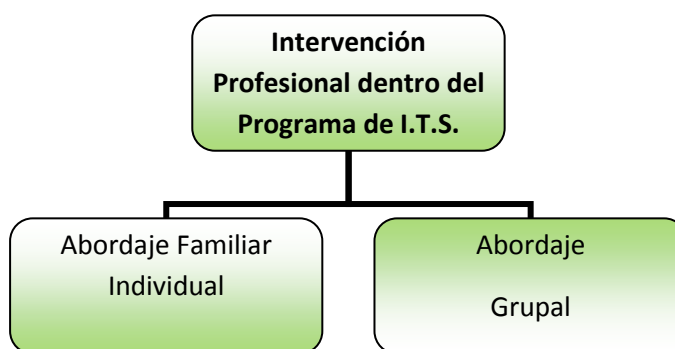 Intervención
Profesional dentro del
Programa de I.T.S.
Abordaje Familiar
Individual
Abordaje
Grupal